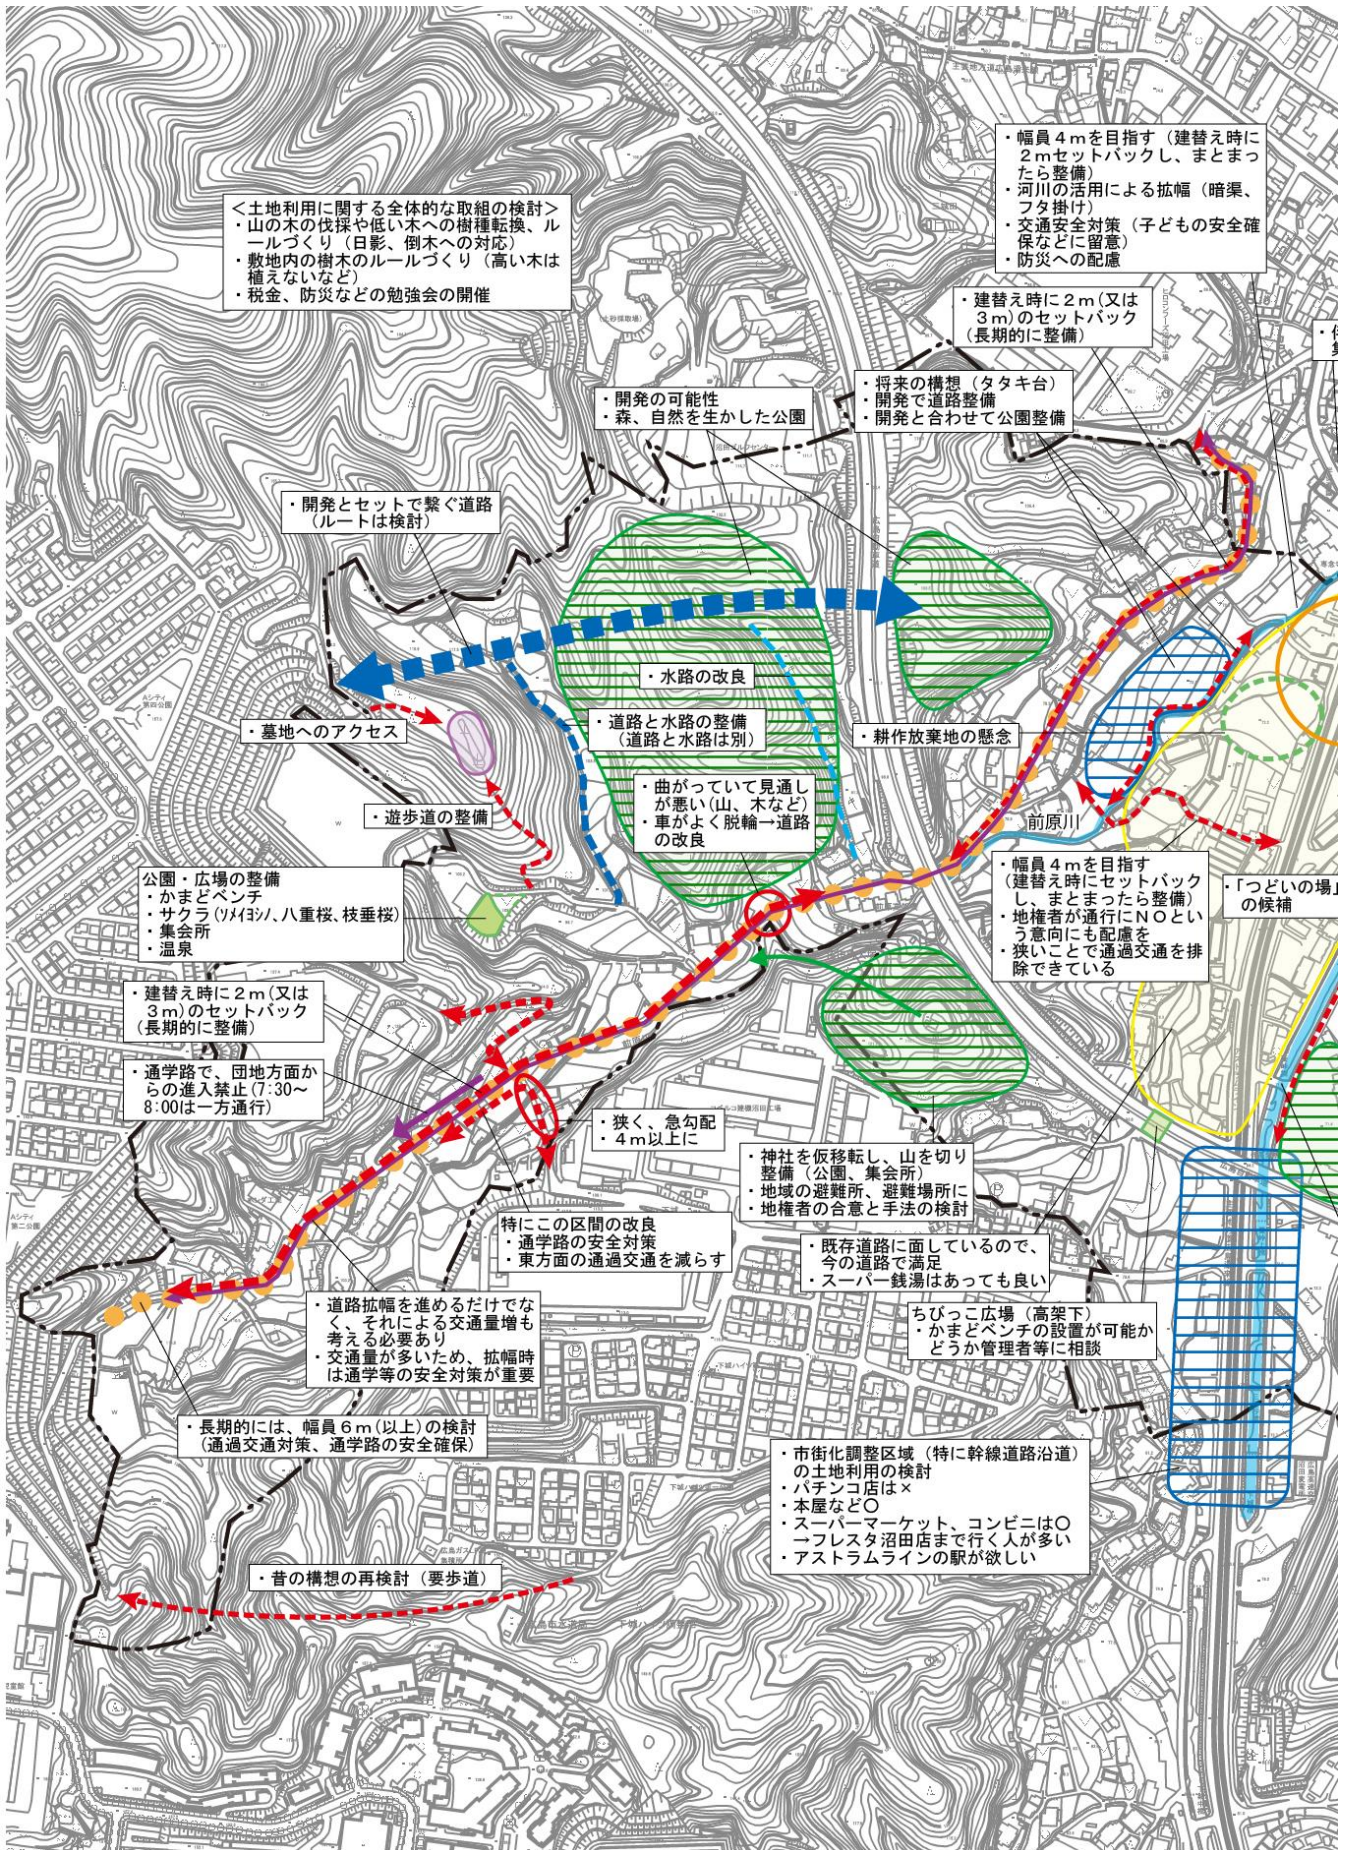 ＜土地利用に関する全体的な取組の検討＞
・山の木の伐採や低い木への樹種転換、ル
ールづくり（日影、倒木への対応）
・敷地内の樹木のルールづくり（高い木は
植えないなど）
・税金、防災などの勉強会の開催
・幅員４ｍを目指す（建替え時に
２ｍセットバックし、まとまっ
たら整備）
・河川の活用による拡幅（暗渠、
フタ掛け）
・交通安全対策（子どもの安全確
保などに留意）
・防災への配慮
・建替え時に２ｍ（又は
３ｍ）のセットバック
（長期的に整備）
・将来の構想（タタキ台）
・開発で道路整備
・開発と合わせて公園整備
・開発の可能性
・森、自然を生かした公園
（土砂採取場）
・開発とセットで繋ぐ道路
（ルートは検討）
広島自動車道
Aシティ
第四公園
・水路の改良
・墓地へのアクセス
・道路と水路の整備
（道路と水路は別）
・耕作放棄地の懸念
・曲がっていて見通し
が悪い（山、木など）
・車がよく脱輪→道路
の改良
・遊歩道の整備
前原川
公園・広場の整備
・かまどベンチ
・サクラ（ソメイヨシノ、八重桜、枝垂桜）
・集会所
・温泉
・幅員４ｍを目指す
（建替え時にセットバック
し、まとまったら整備）
・地権者が通行にＮＯとい
う意向にも配慮を
・狭いことで通過交通を排
除できている
・「つどいの場」
の候補
・建替え時に２ｍ（又は
３ｍ）のセットバック
（長期的に整備）
・通学路で、団地方面か
らの進入禁止（7:30～
8:00は一方通行）
・狭く、急勾配
・４ｍ以上に
・神社を仮移転し、山を切り
整備（公園、集会所）
・地域の避難所、避難場所に
・地権者の合意と手法の検討
特にこの区間の改良
・通学路の安全対策
・東方面の通過交通を減らす
・既存道路に面しているので、
今の道路で満足
・スーパー銭湯はあっても良い
Aシティ
第二公園
・道路拡幅を進めるだけでな
く、それによる交通量増も
考える必要あり
・交通量が多いため、拡幅時
は通学等の安全対策が重要
ちびっこ広場（高架下）
・かまどベンチの設置が可能か
どうか管理者等に相談
・長期的には、幅員６ｍ（以上）の検討
（通過交通対策、通学路の安全確保）
・市街化調整区域（特に幹線道路沿道）
の土地利用の検討
・パチンコ店は×
・本屋など〇
・スーパーマーケット、コンビニは〇
→フレスタ沼田店まで行く人が多い
・アストラムラインの駅が欲しい
・昔の構想の再検討（要歩道）